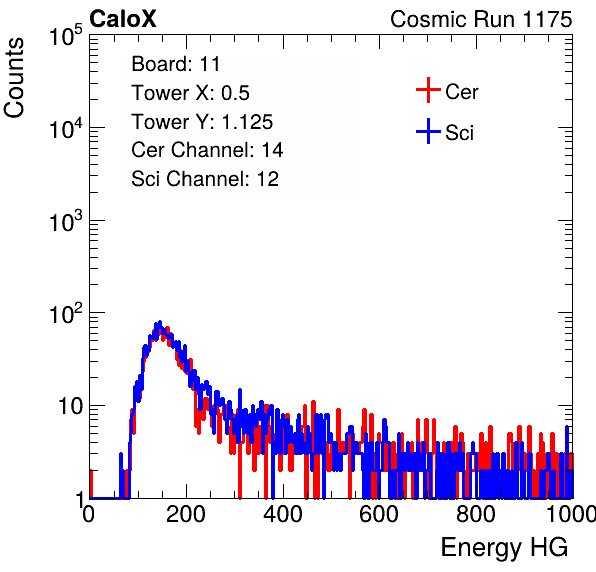 CaloX Cosmic Run 1175
Counts
10^5
10^4
10^3
10^2
10
1
Board: 11
Tower X: 0.5
Tower Y: 1.125
Cer Channel: 14
Sci Channel: 12
Cer
Sci
0 200 400 600 800 1000
Energy HG